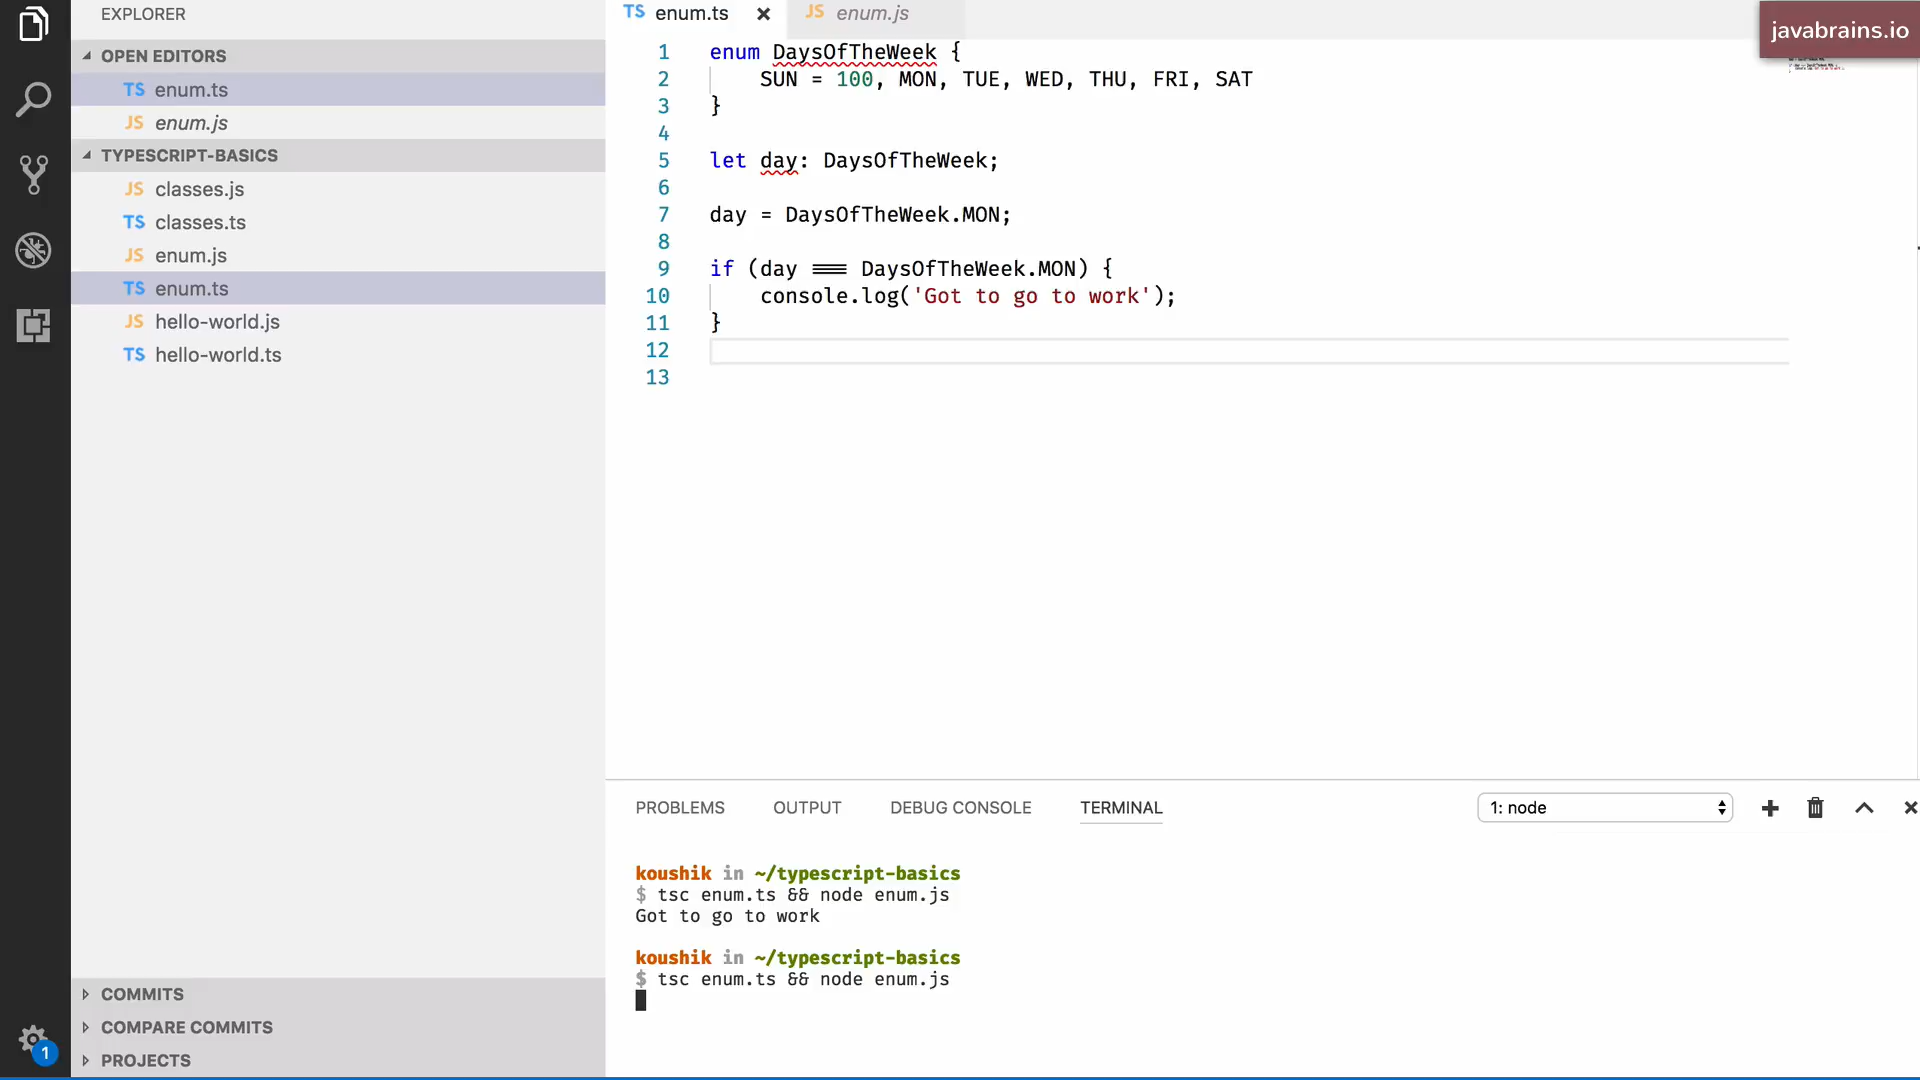 EXPLORER
OPEN EDITORS
TS enum.ts
JS enum.js
TYPESCRIPT-BASICS
JS classes.js
TS classes.ts
JS enum.js
TS enum.ts
JS hello-world.js
TS hello-world.ts
COMMITS
COMPARE COMMITS
PROJECTS
1
TS enum.ts
JS enum.js
javabrains.io
1 enum DaysOfTheWeek {
2 SUN = 100, MON, TUE, WED, THU, FRI, SAT
3 }
4
5 let day: DaysOfTheWeek;
6
7 day = DaysOfTheWeek.MON;
8
9 if (day === DaysOfTheWeek.MON) {
10 console.log('Got to go to work');
11 }
12
13
PROBLEMS OUTPUT DEBUG CONSOLE TERMINAL 1: node
koushik in ~/typescript-basics
$ tsc enum.ts && node enum.js
Got to go to work
koushik in ~/typescript-basics
$ tsc enum.ts && node enum.js